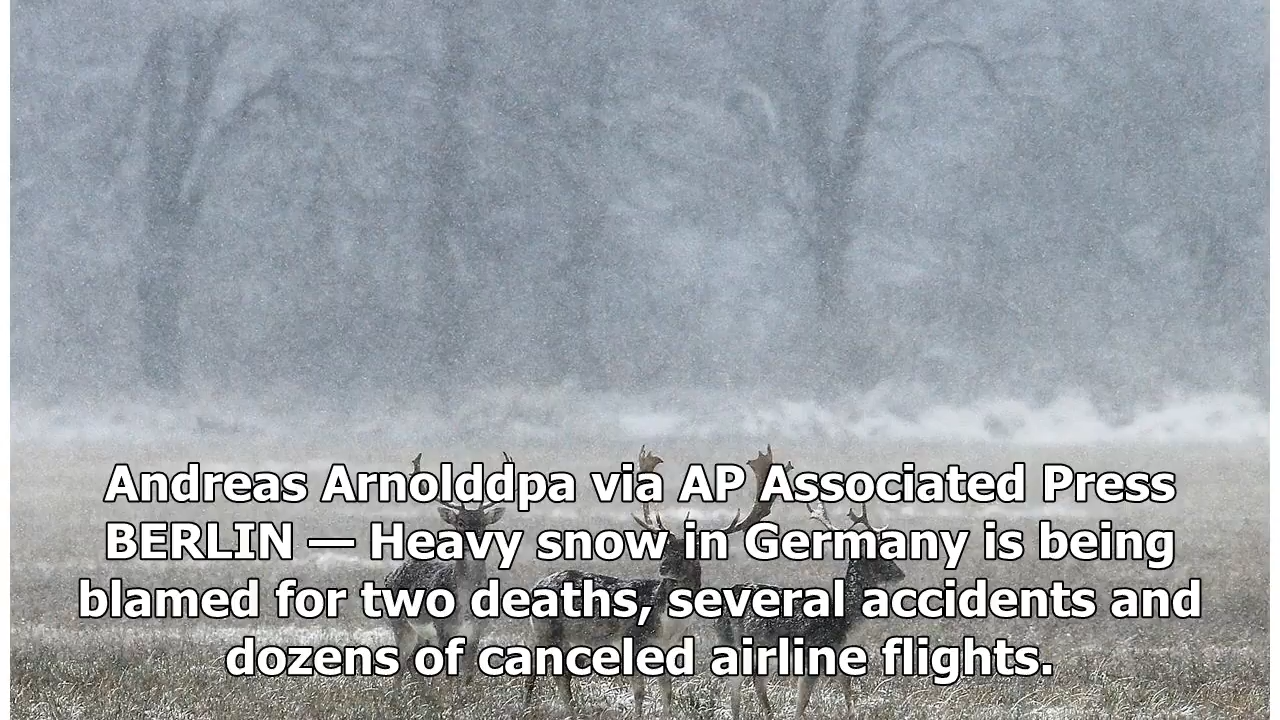 Andreas Arnolddpa via AP Associated Press
BERLIN — Heavy snow in Germany is being
blamed for two deaths, several accidents and
dozens of canceled airline flights.